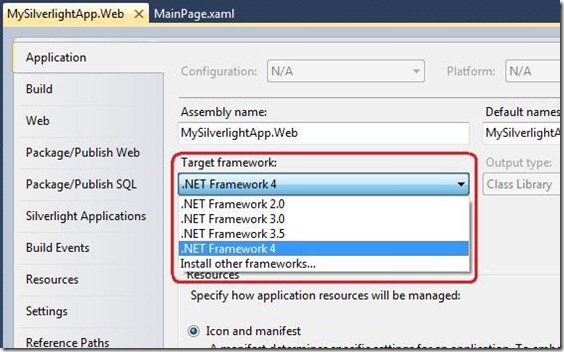 MySilverlightApp.Web MainPage.xaml
Application
Build
Web
Package/Publish Web
Package/Publish SQL
Silverlight Applications
Build Events
Resources
Settings
Reference Paths
Configuration: N/A Platform: N/A
Assembly name: Default names
MySilverlightApp.Web MySilverlightA
Target framework: Output type:
.NET Framework 4 Class Library
.NET Framework 2.0
.NET Framework 3.0
.NET Framework 3.5
.NET Framework 4
Install other frameworks...
Resources
Specify how application resources will be managed:
Icon and manifest
A manifest determines specific settings for an application. To embe